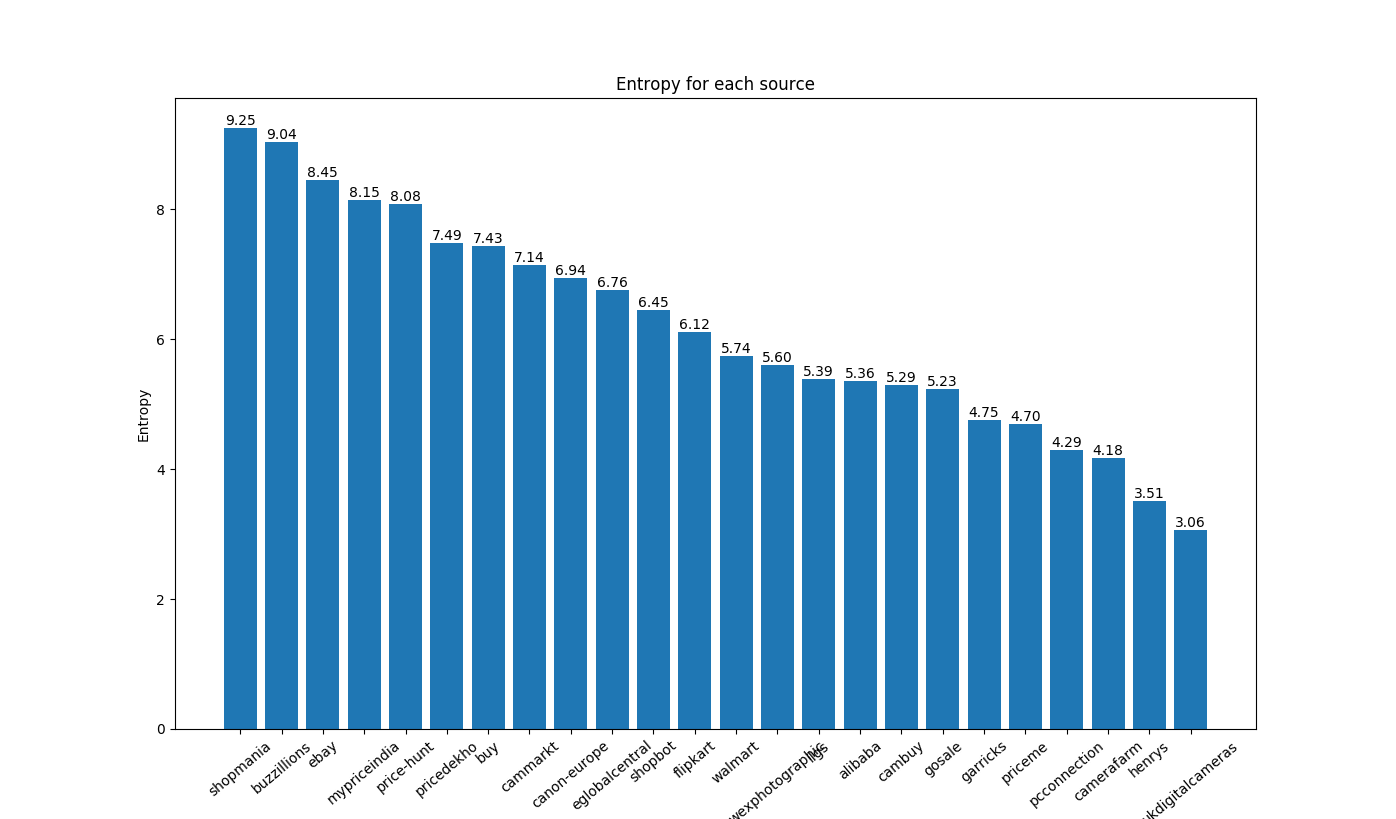 Entropy for each source
9.25
9.04
8.45
8.15
8.08
7.49
7.43
7.14
6.94
6.76
6.45
6.12
5.74
5.60
5.39
5.36
5.29
5.23
4.75
4.70
4.29
4.18
3.51
3.06
Entropy
8
6
4
2
0
shopmania
buzzillions
ebay
mypriceindia
price-hunt
pricedekho
buy
cammarkt
canon-europe
eglobalcentral
shopbot
flipkart
walmart
wexphotographic
alibaba
cambuy
gosale
garricks
priceme
pcconnection
camerafarm
henrys
ukdigitalcameras